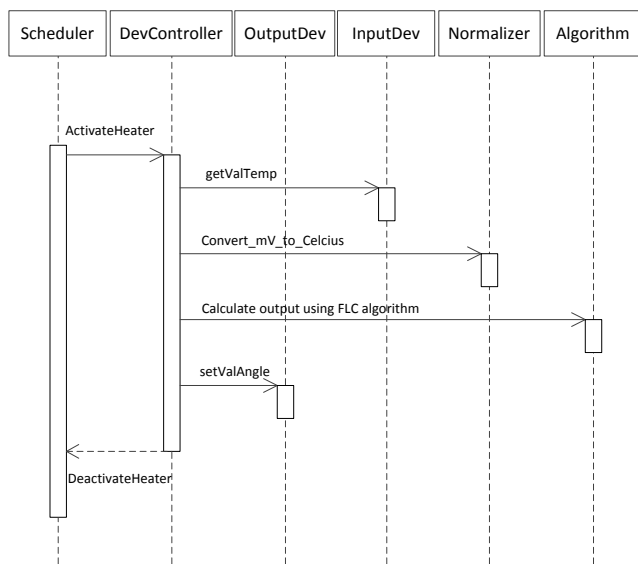 Scheduler
DevController
OutputDev
InputDev
Normalizer
Algorithm
ActivateHeater
getValTemp
Convert_mV_to_Celcius
Calculate output using FLC algorithm
setValAngle
DeactivateHeater